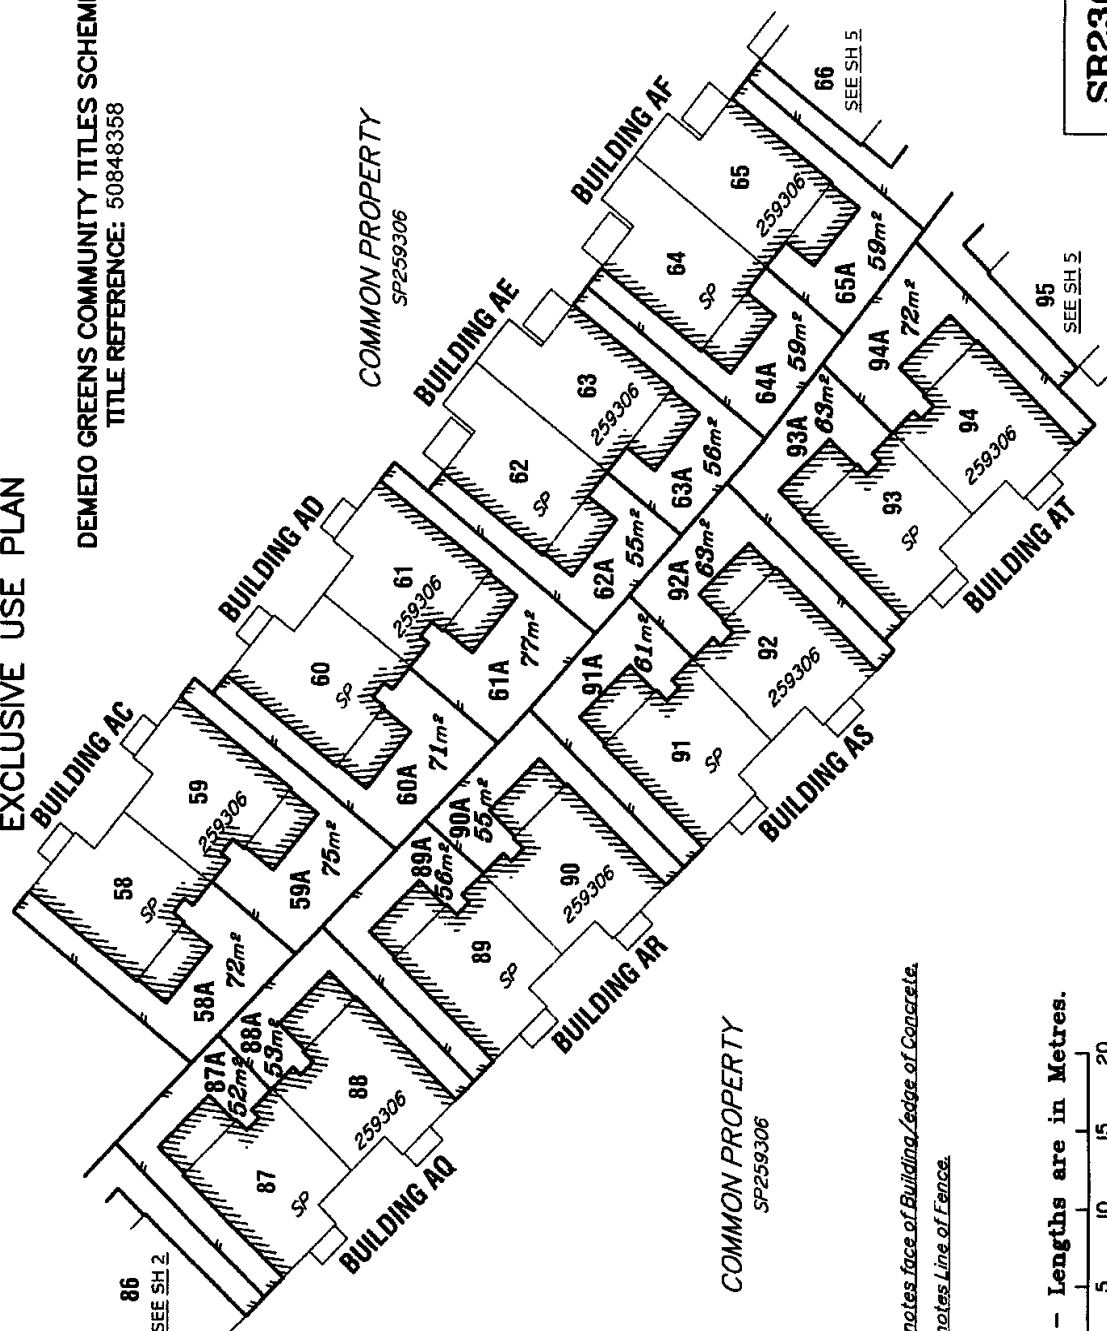 EXCLUSIVE USE PLAN
DEMEIO GREENS COMMUNITY TITLES SCHEME
TITLE REFERENCE: 50848358
COMMON PROPERTY
SP259306
BUILDING AC
58
59
SP
259306
58A
72m²
59A
75m²
BUILDING AD
60
61
SP
259306
60A
71m²
61A
77m²
BUILDING AE
62
63
SP
259306
62A
55m²
63A
56m²
BUILDING AF
64
65
SP
259306
64A
59m²
65A
59m²
66
SEE SH 5
86
SEE SH 2
87A
52m²
88A
53m²
87
88
SP
259306
BUILDING AQ
89A
56m²
90A
55m²
89
90
SP
259306
BUILDING AR
91A
61m²
92A
63m²
91
92
SP
259306
BUILDING AS
93A
63m²
94A
72m²
93
94
SP
259306
BUILDING AT
95
SEE SH 5
COMMON PROPERTY
SP259306
notes face of Building/edge of Concrete.
notes Line of Fence.
– Lengths are in Metres.
5 10 15 20